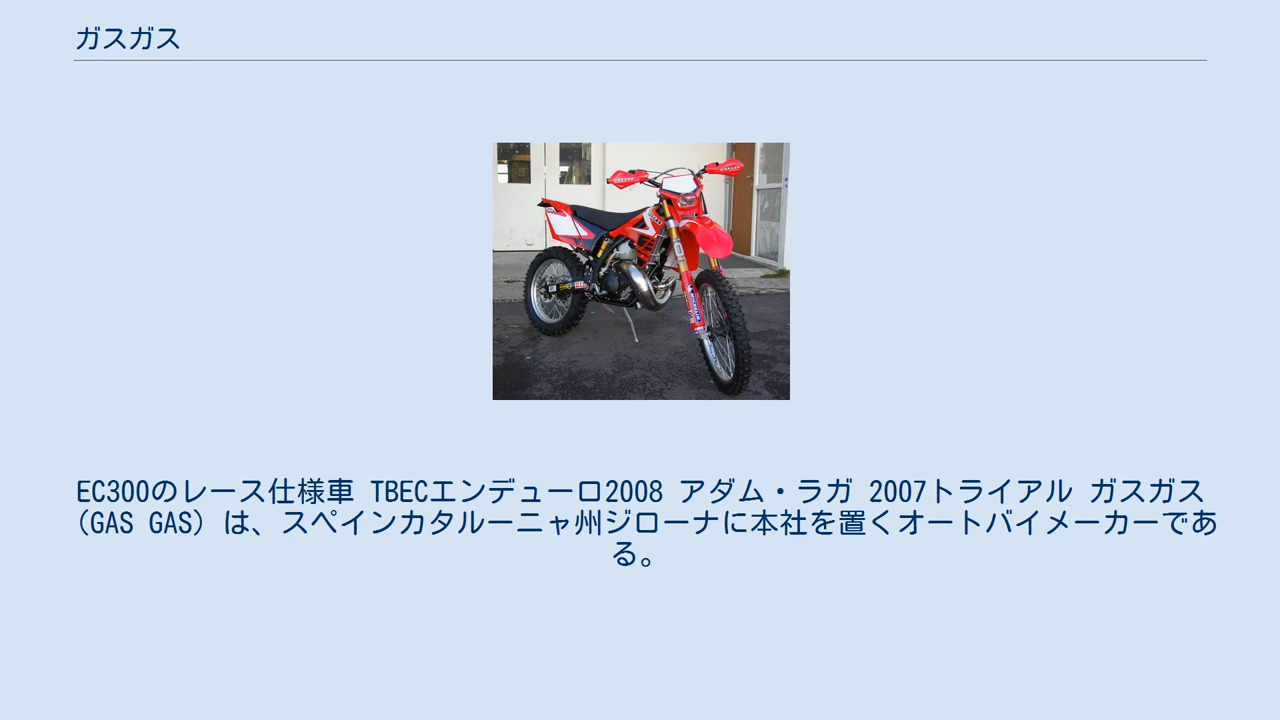 ガスガス
EC300のレース仕様車 TBECエンデューロ2008 アダム・ラガ 2007トライアル ガスガス
(GAS GAS) は、スペインカタルーニャ州ジローナに本社を置くオートバイメーカーであ
る。